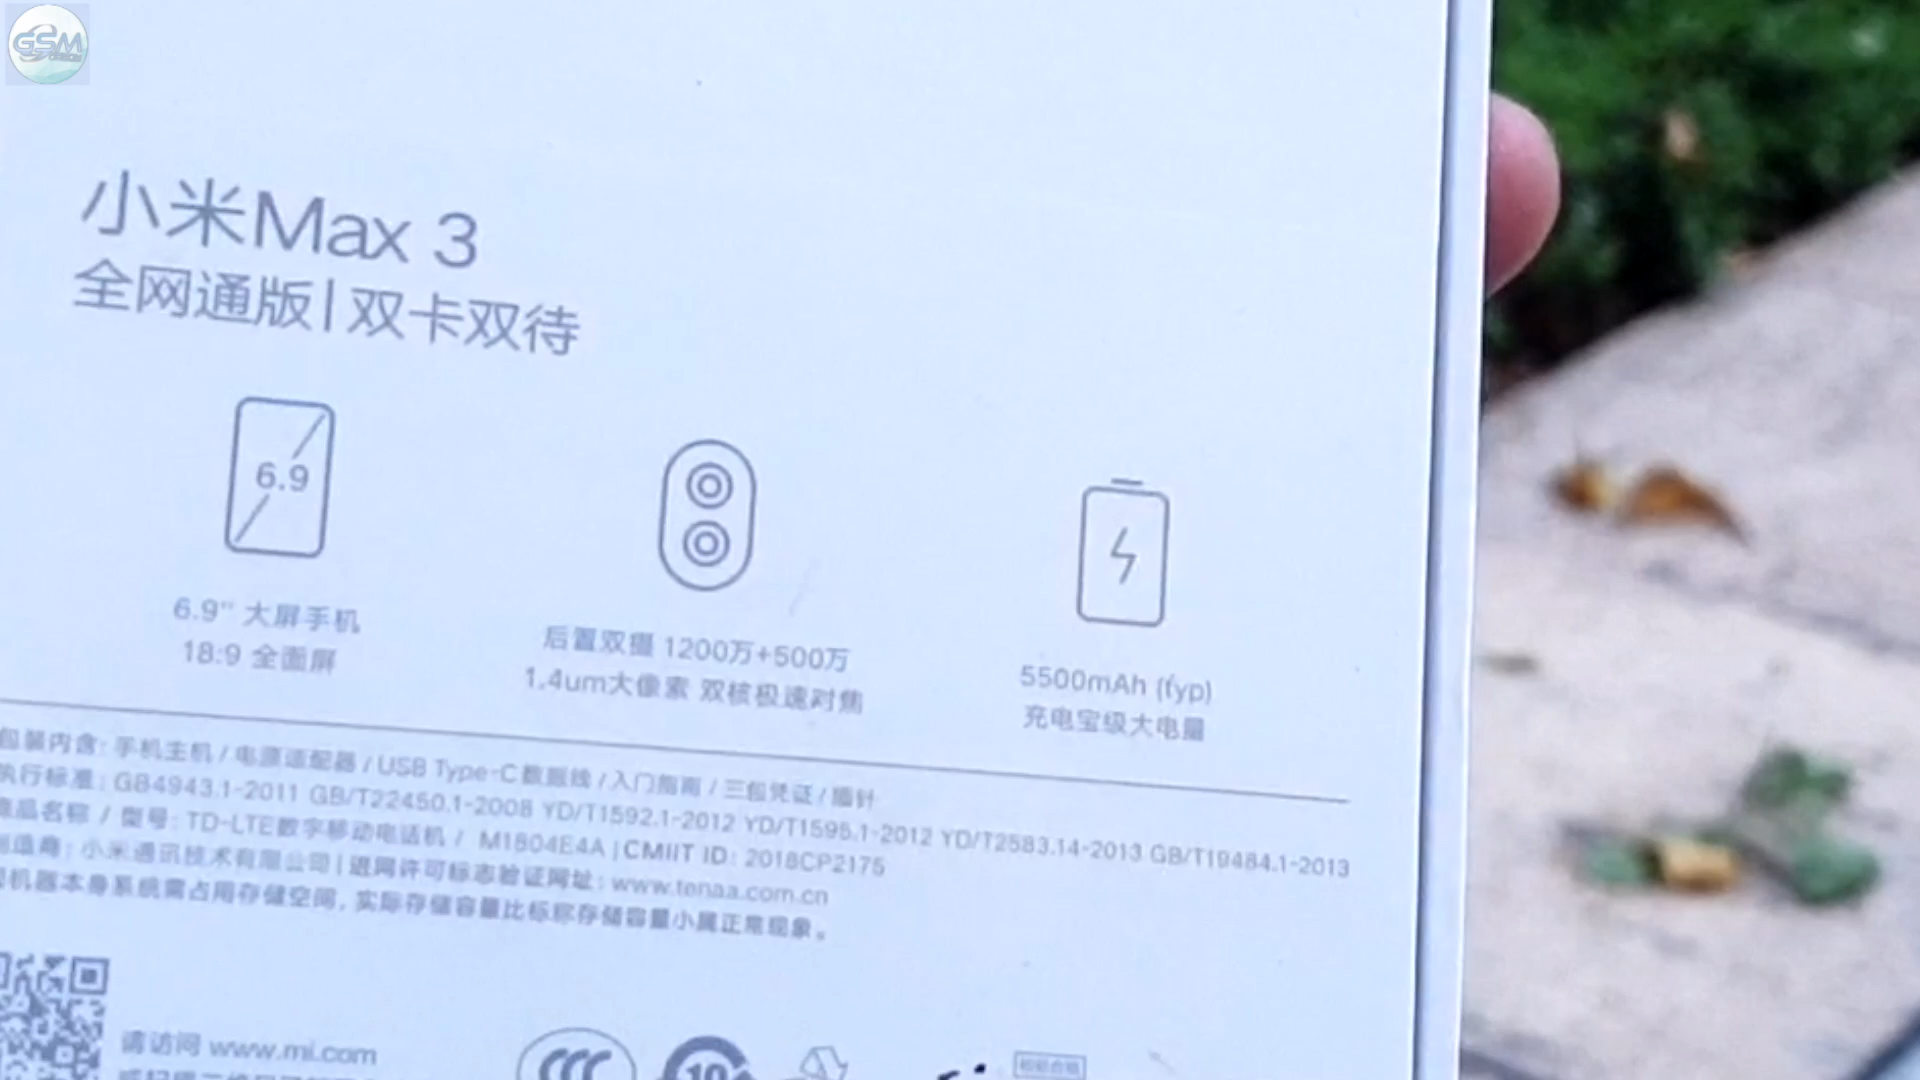 GSM
小米Max 3
全网通版|双卡双待
6.9
6.9" 大屏手机
18:9 全面屏
后置双摄 1200万+500万
1.4um大像素 双核极速对焦
5500mAh (typ)
充电宝级大电量
包装内含: 手机主机 / 电源适配器 / USB Type-C数据线 / 入门指南 / 三包凭证 / 插针
执行标准: GB4943.1-2011 GB/T22450.1-2008 YD/T1592.1-2012 YD/T1595.1-2012 YD/T2583.14-2013 GB/T19484.1-2013
商品名称 / 型号: TD-LTE数字移动电话机 / M1804E4A | CMIIT ID: 2018CP2175
制造商: 小米通讯技术有限公司 | 进网许可标志验证网址: www.tenaa.com.cn
机器本身系统需占用存储空间, 实际存储容量比标称存储容量小属正常现象。
请访问 www.mi.com
CCC
10